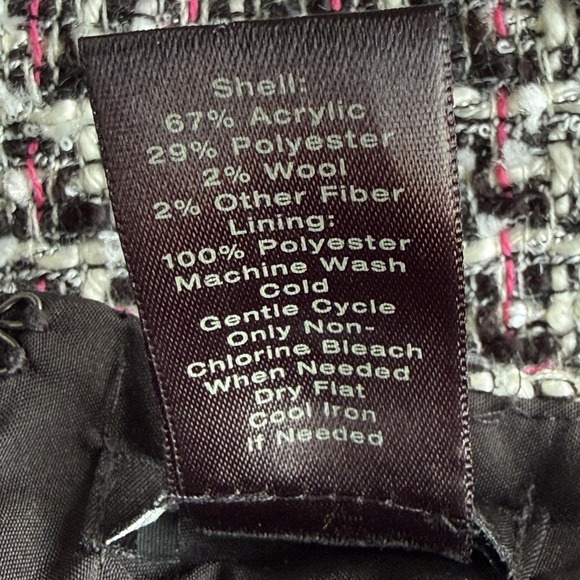 Shell:
67% Acrylic
29% Polyester
2% Wool
2% Other Fiber
Lining:
100% Polyester
Machine Wash
Cold
Gentle Cycle
Only Non-
Chlorine Bleach
When Needed
Dry Flat
Cool Iron
If Needed